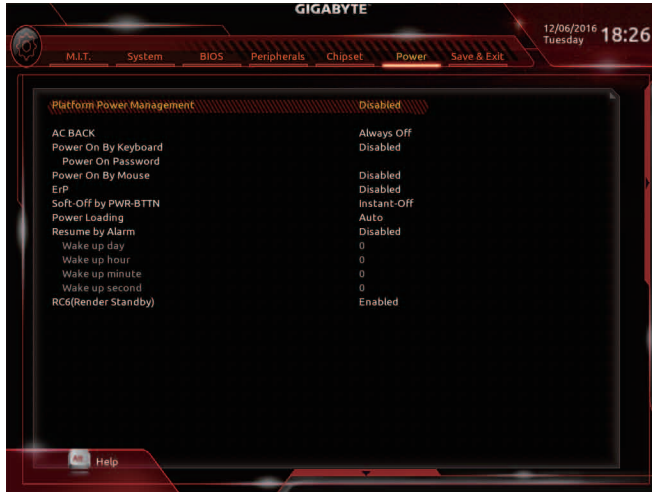 GIGABYTE™
12/06/2016
Tuesday
18:26
M.I.T. System BIOS Peripherals Chipset Power Save & Exit
Platform Power Management Disabled
AC BACK Always Off
Power On By Keyboard Disabled
Power On Password
Power On By Mouse Disabled
ErP Disabled
Soft-Off by PWR-BTTN Instant-Off
Power Loading Auto
Resume by Alarm Disabled
Wake up day 0
Wake up hour 0
Wake up minute 0
Wake up second 0
RC6(Render Standby) Enabled
Alt Help